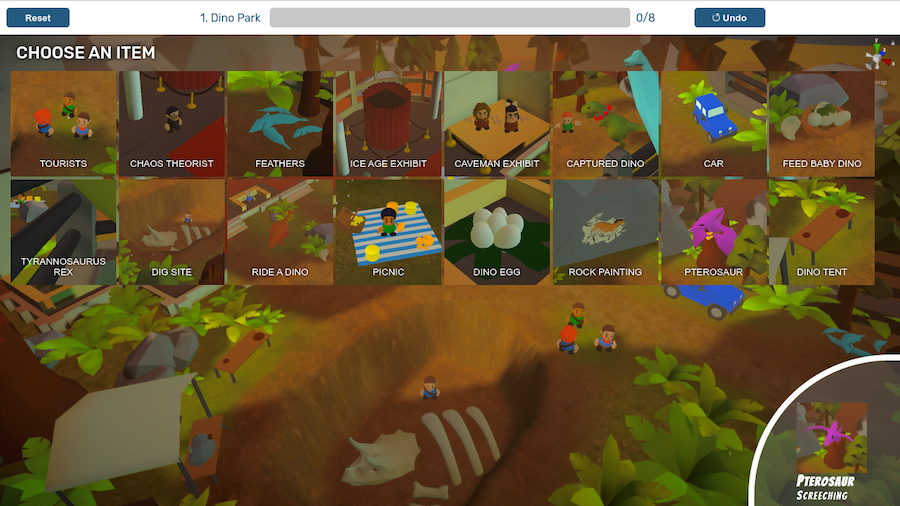 Reset
1. Dino Park
0/8
Undo
CHOOSE AN ITEM
TOURISTS
CHAOS THEORIST
FEATHERS
ICE AGE EXHIBIT
CAVEMAN EXHIBIT
CAPTURED DINO
CAR
FEED BABY DINO
TYRANNOSAURUS
REX
DIG SITE
RIDE A DINO
PICNIC
DINO EGG
ROCK PAINTING
PTEROSAUR
DINO TENT
PTEROSAUR
SCREECHING